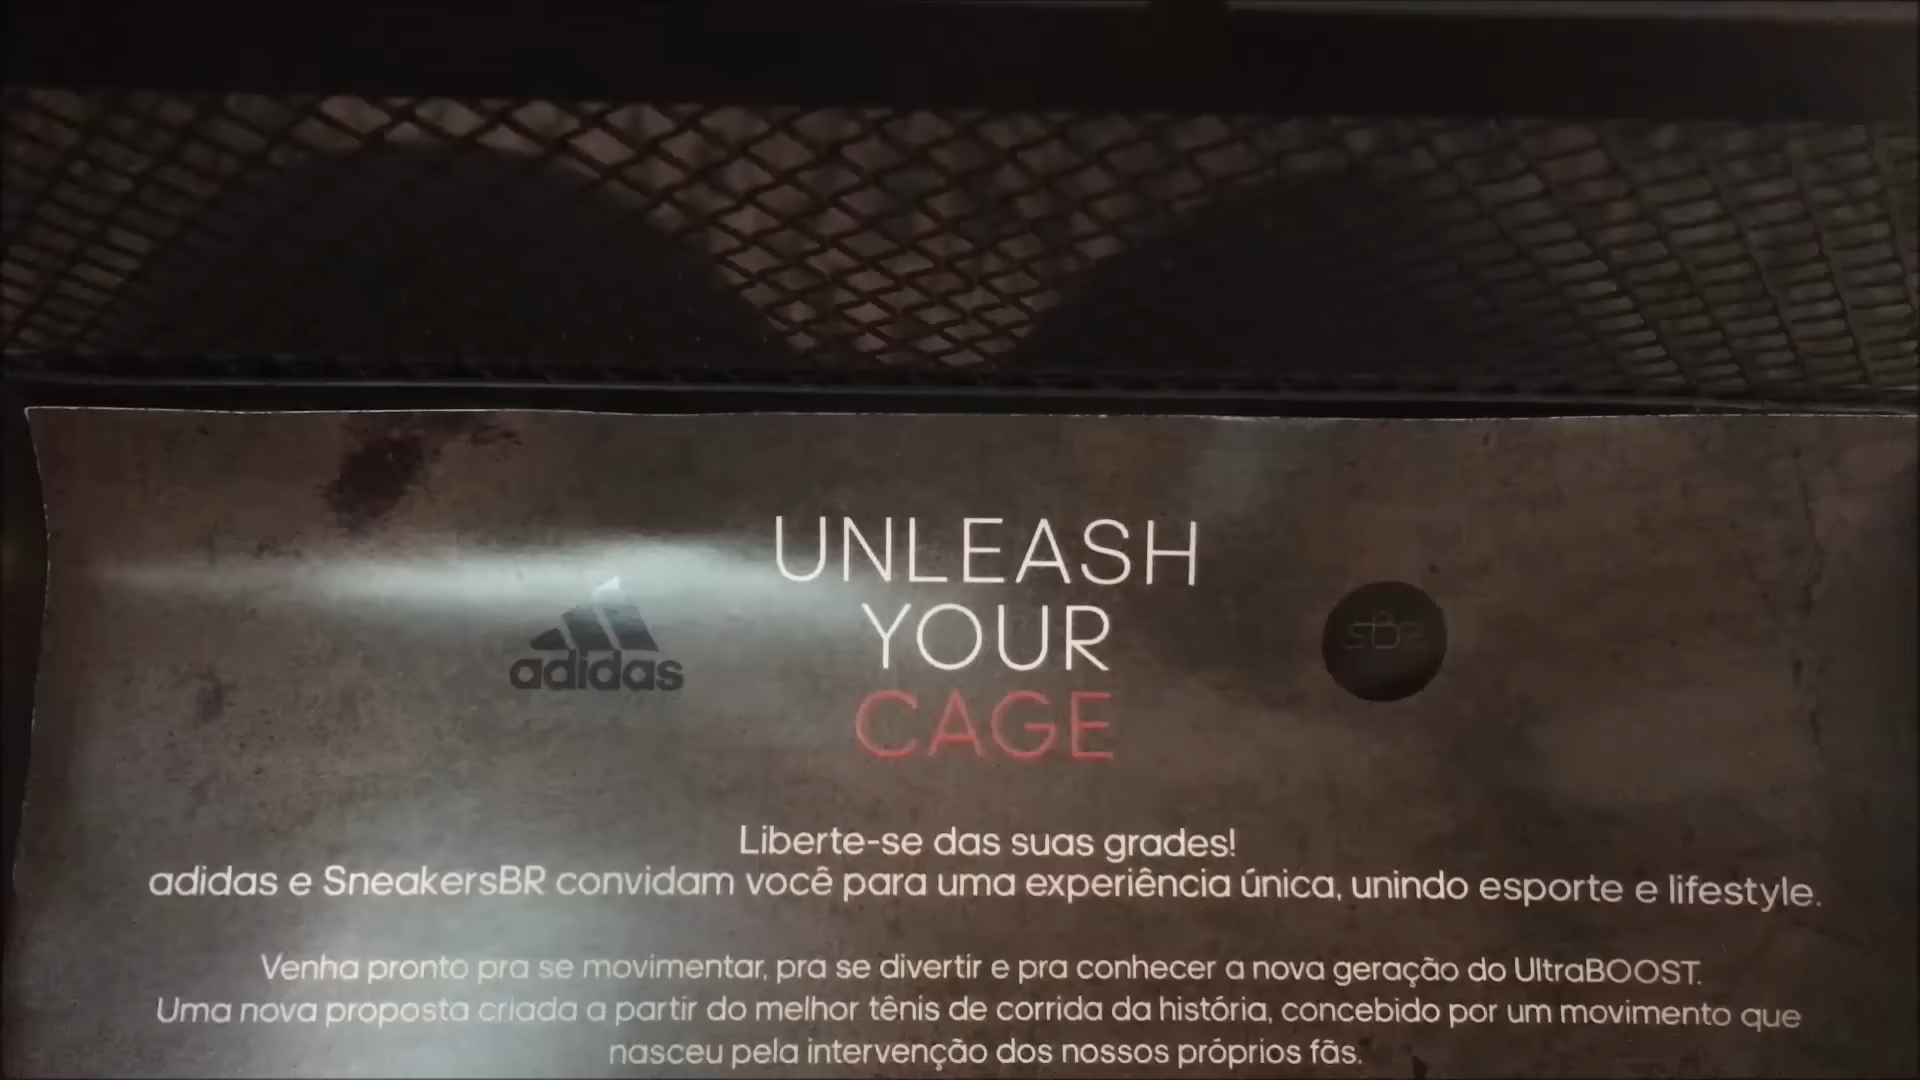 UNLEASH
YOUR
CAGE
adidas
Liberte-se das suas grades!
adidas e SneakersBR convidam você para uma experiência única, unindo esporte e lifestyle.
Venha pronto pra se movimentar, pra se divertir e pra conhecer a nova geração do UltraBOOST.
Uma nova proposta criada a partir do melhor tênis de corrida da história, concebido por um movimento que
nasceu pela intervenção dos nossos próprios fãs.